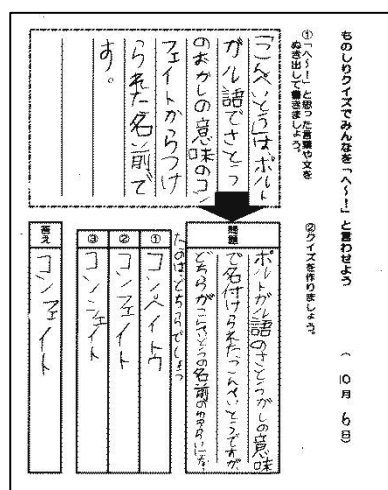 ものしりクイズでみんなを「へ~!」と言わせよう
(10月6日)
①「へ~!」と思った言葉や文を
ぬき出して書きましょう。
「こんぺいとう」は、ポルト
ガル語でさとう
のおかしの意味のコン
フェイトからつけ
られた名前で
す。
②クイズを作りましょう。
問題
ポルトガル語のさとうがしの意味
で名付けられたこんぺいとうですが、
どちらがこんぺいとうの名前の由来にな
たのはどちらでしょう
①コンペイトウ
②コンフェイト
③コンンェイト
答え
コンフェイト